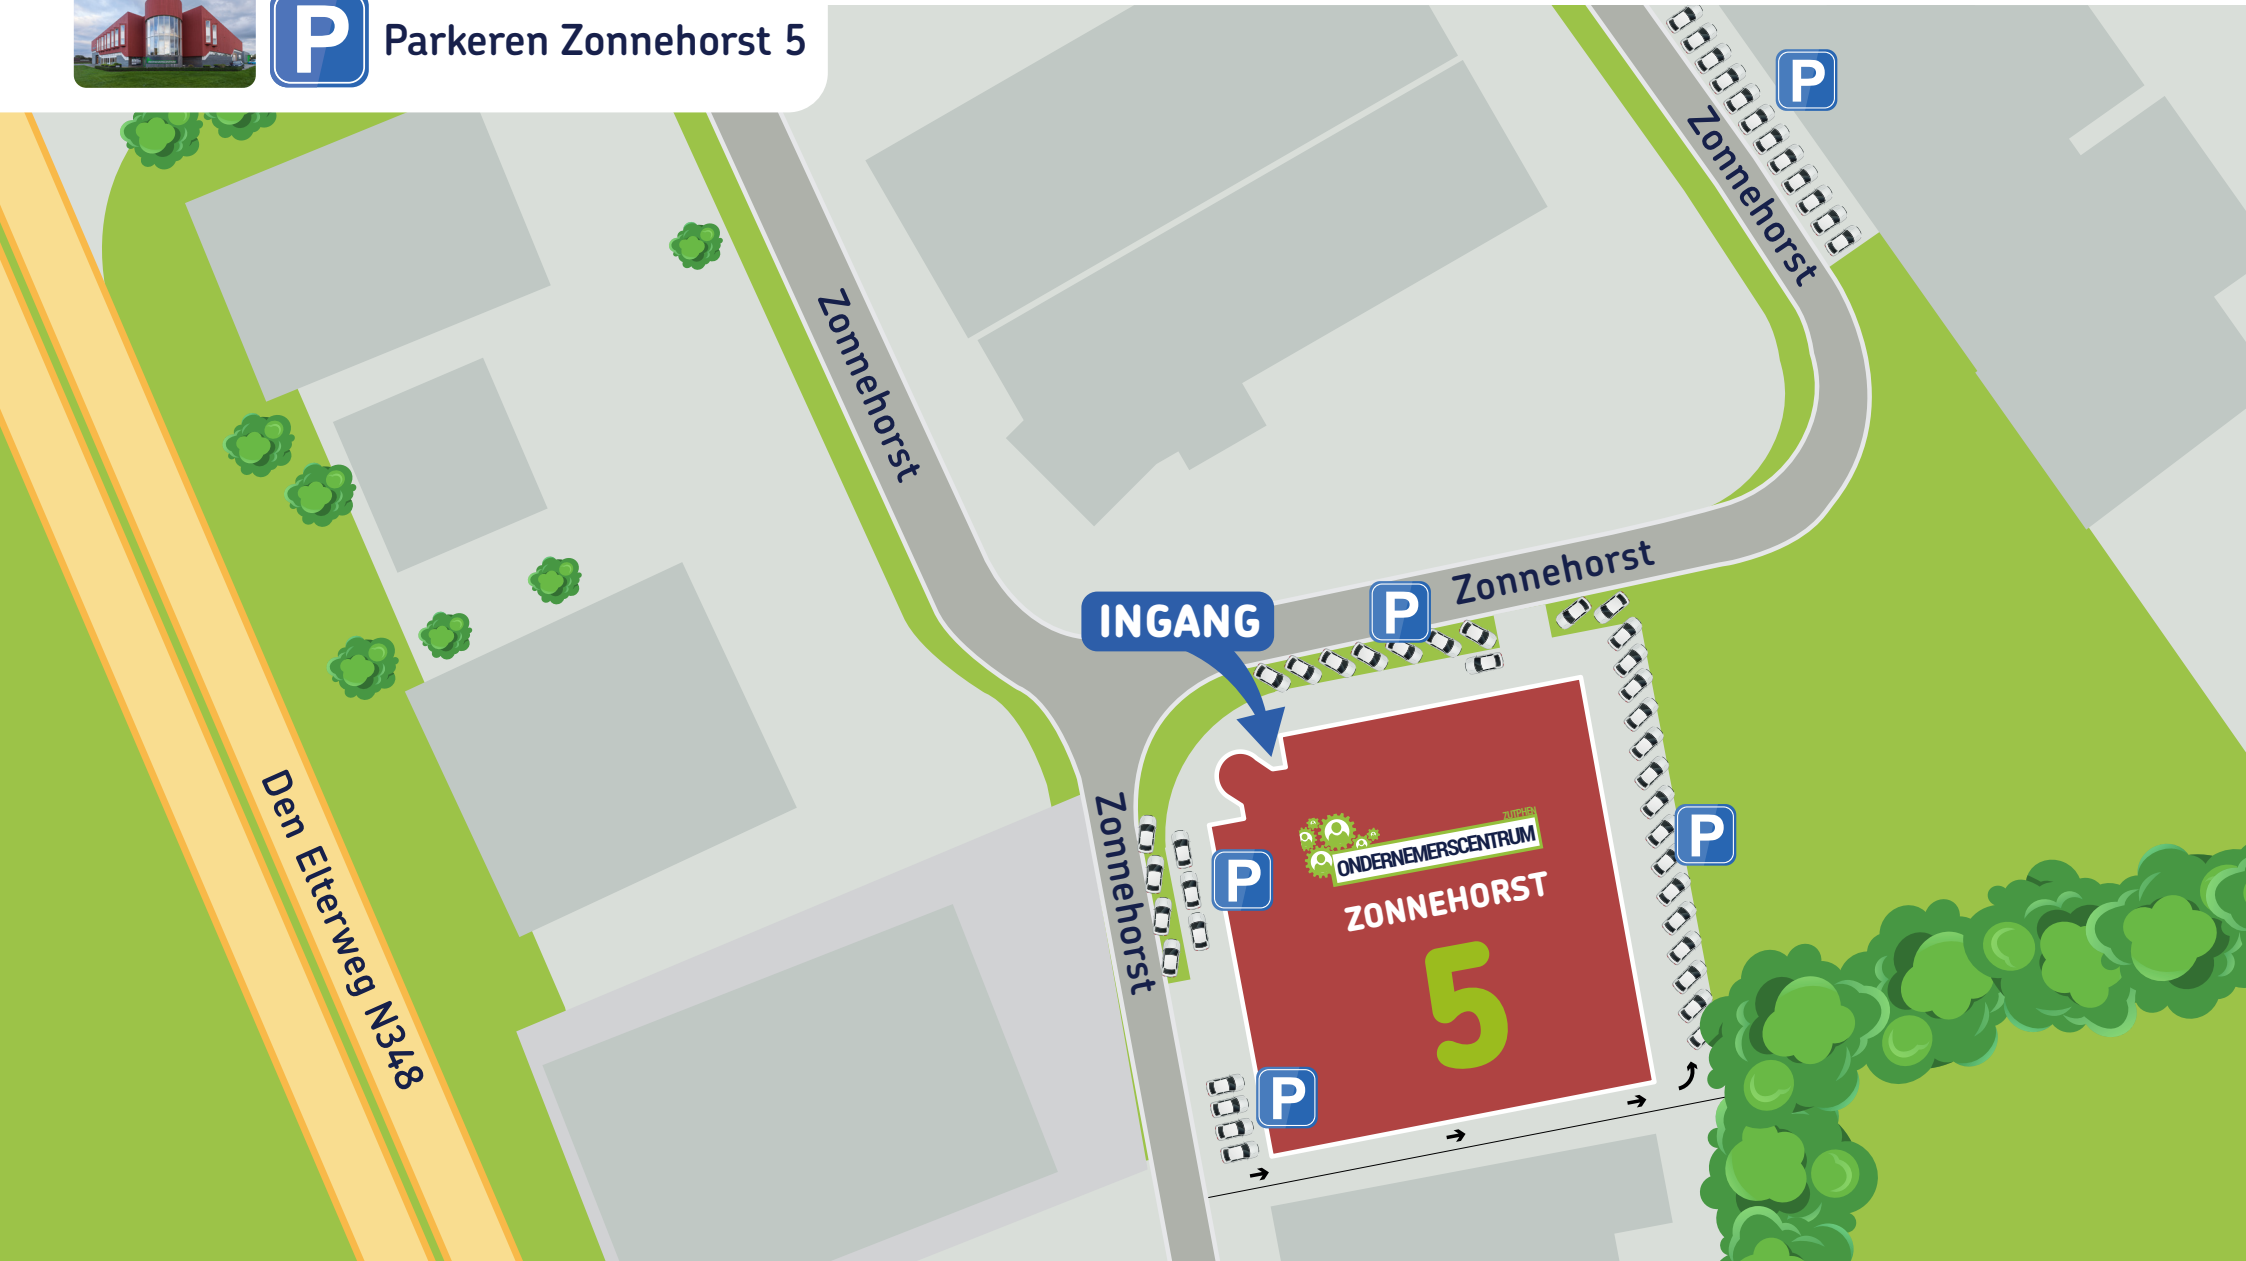 P Parkeren Zonnehorst 5
P
Zonnehorst
Zonnehorst
Zonnehorst
P
INGANG
Zonnehorst
P
P
P
ZUTPHEN
ONDERNEMERSCENTRUM
ZONNEHORST
5
Den Elterweg N348